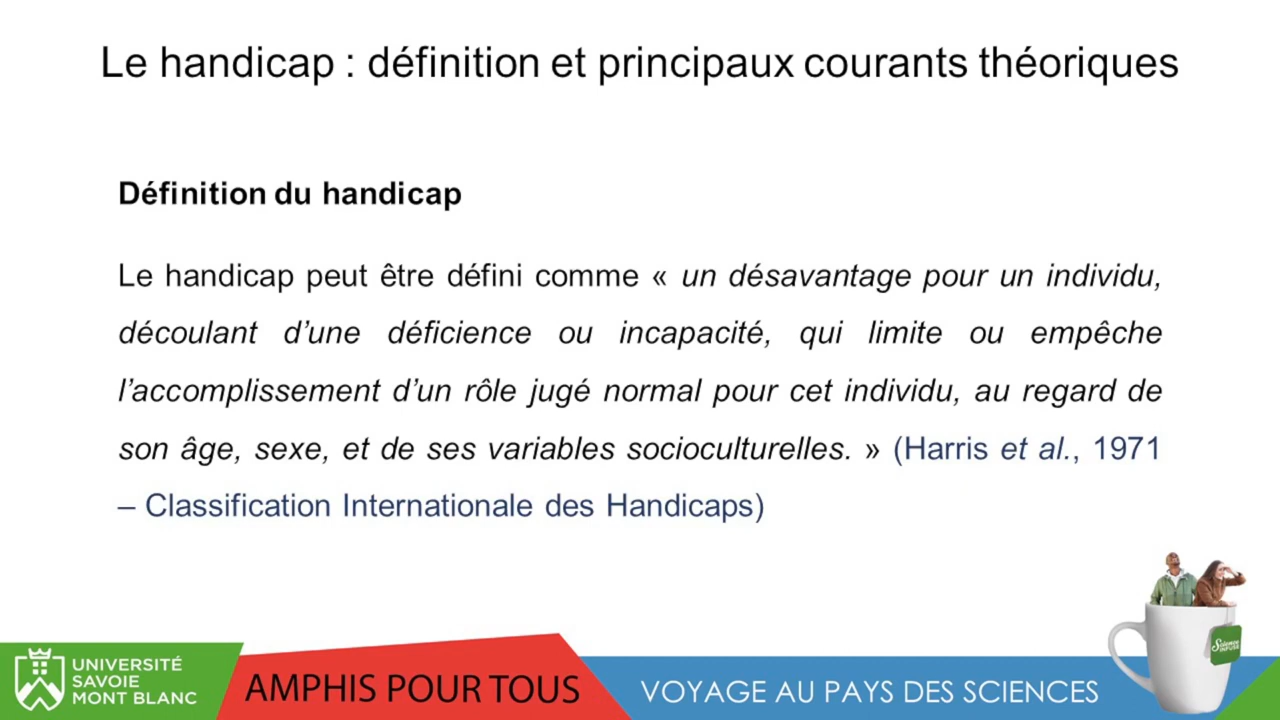 Le handicap : définition et principaux courants théoriques
Définition du handicap
Le handicap peut être défini comme « un désavantage pour un individu,
découlant d’une déficience ou incapacité, qui limite ou empêche
l’accomplissement d’un rôle jugé normal pour cet individu, au regard de
son âge, sexe, et de ses variables socioculturelles. » (Harris et al., 1971
– Classification Internationale des Handicaps)
Science
INFUSE
UNIVERSITÉ
SAVOIE
MONT BLANC
AMPHIS POUR TOUS
VOYAGE AU PAYS DES SCIENCES